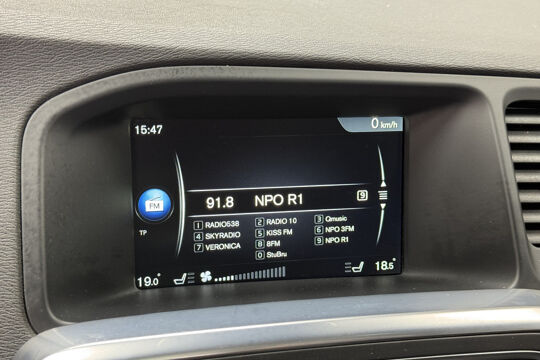 15:47
0 km/h
FM
91.8 NPO R1 9
TP
1 RADIO538 2 RADIO 10 3 Qmusic
4 SKYRADIO 5 KISS FM 6 NPO 3FM
7 VERONICA 8 8FM 9 NPO R1
0 StuBru
19.0° 18.5°